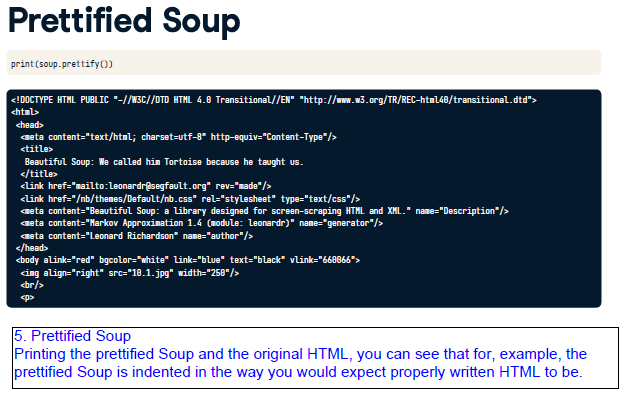 Prettified Soup
print(soup.prettify())
<!DOCTYPE HTML PUBLIC "-//W3C//DTD HTML 4.0 Transitional//EN" "http://www.w3.org/TR/REC-html40/transitional.dtd">
<html>
 <head>
  <meta content="text/html; charset=utf-8" http-equiv="Content-Type"/>
  <title>
   Beautiful Soup: We called him Tortoise because he taught us.
  </title>
  <link href="mailto:leonardr@segfault.org" rev="made"/>
  <link href="/nb/themes/Default/nb.css" rel="stylesheet" type="text/css"/>
  <meta content="Beautiful Soup: a library designed for screen-scraping HTML and XML." name="Description"/>
  <meta content="Markov Approximation 1.4 (module: leonardr)" name="generator"/>
  <meta content="Leonard Richardson" name="author"/>
 </head>
 <body alink="red" bgcolor="white" link="blue" text="black" vlink="660066">
  <img align="right" src="10.1.jpg" width="250"/>
  <br/>
  <p>
5. Prettified Soup
Printing the prettified Soup and the original HTML, you can see that for, example, the
prettified Soup is indented in the way you would expect properly written HTML to be.